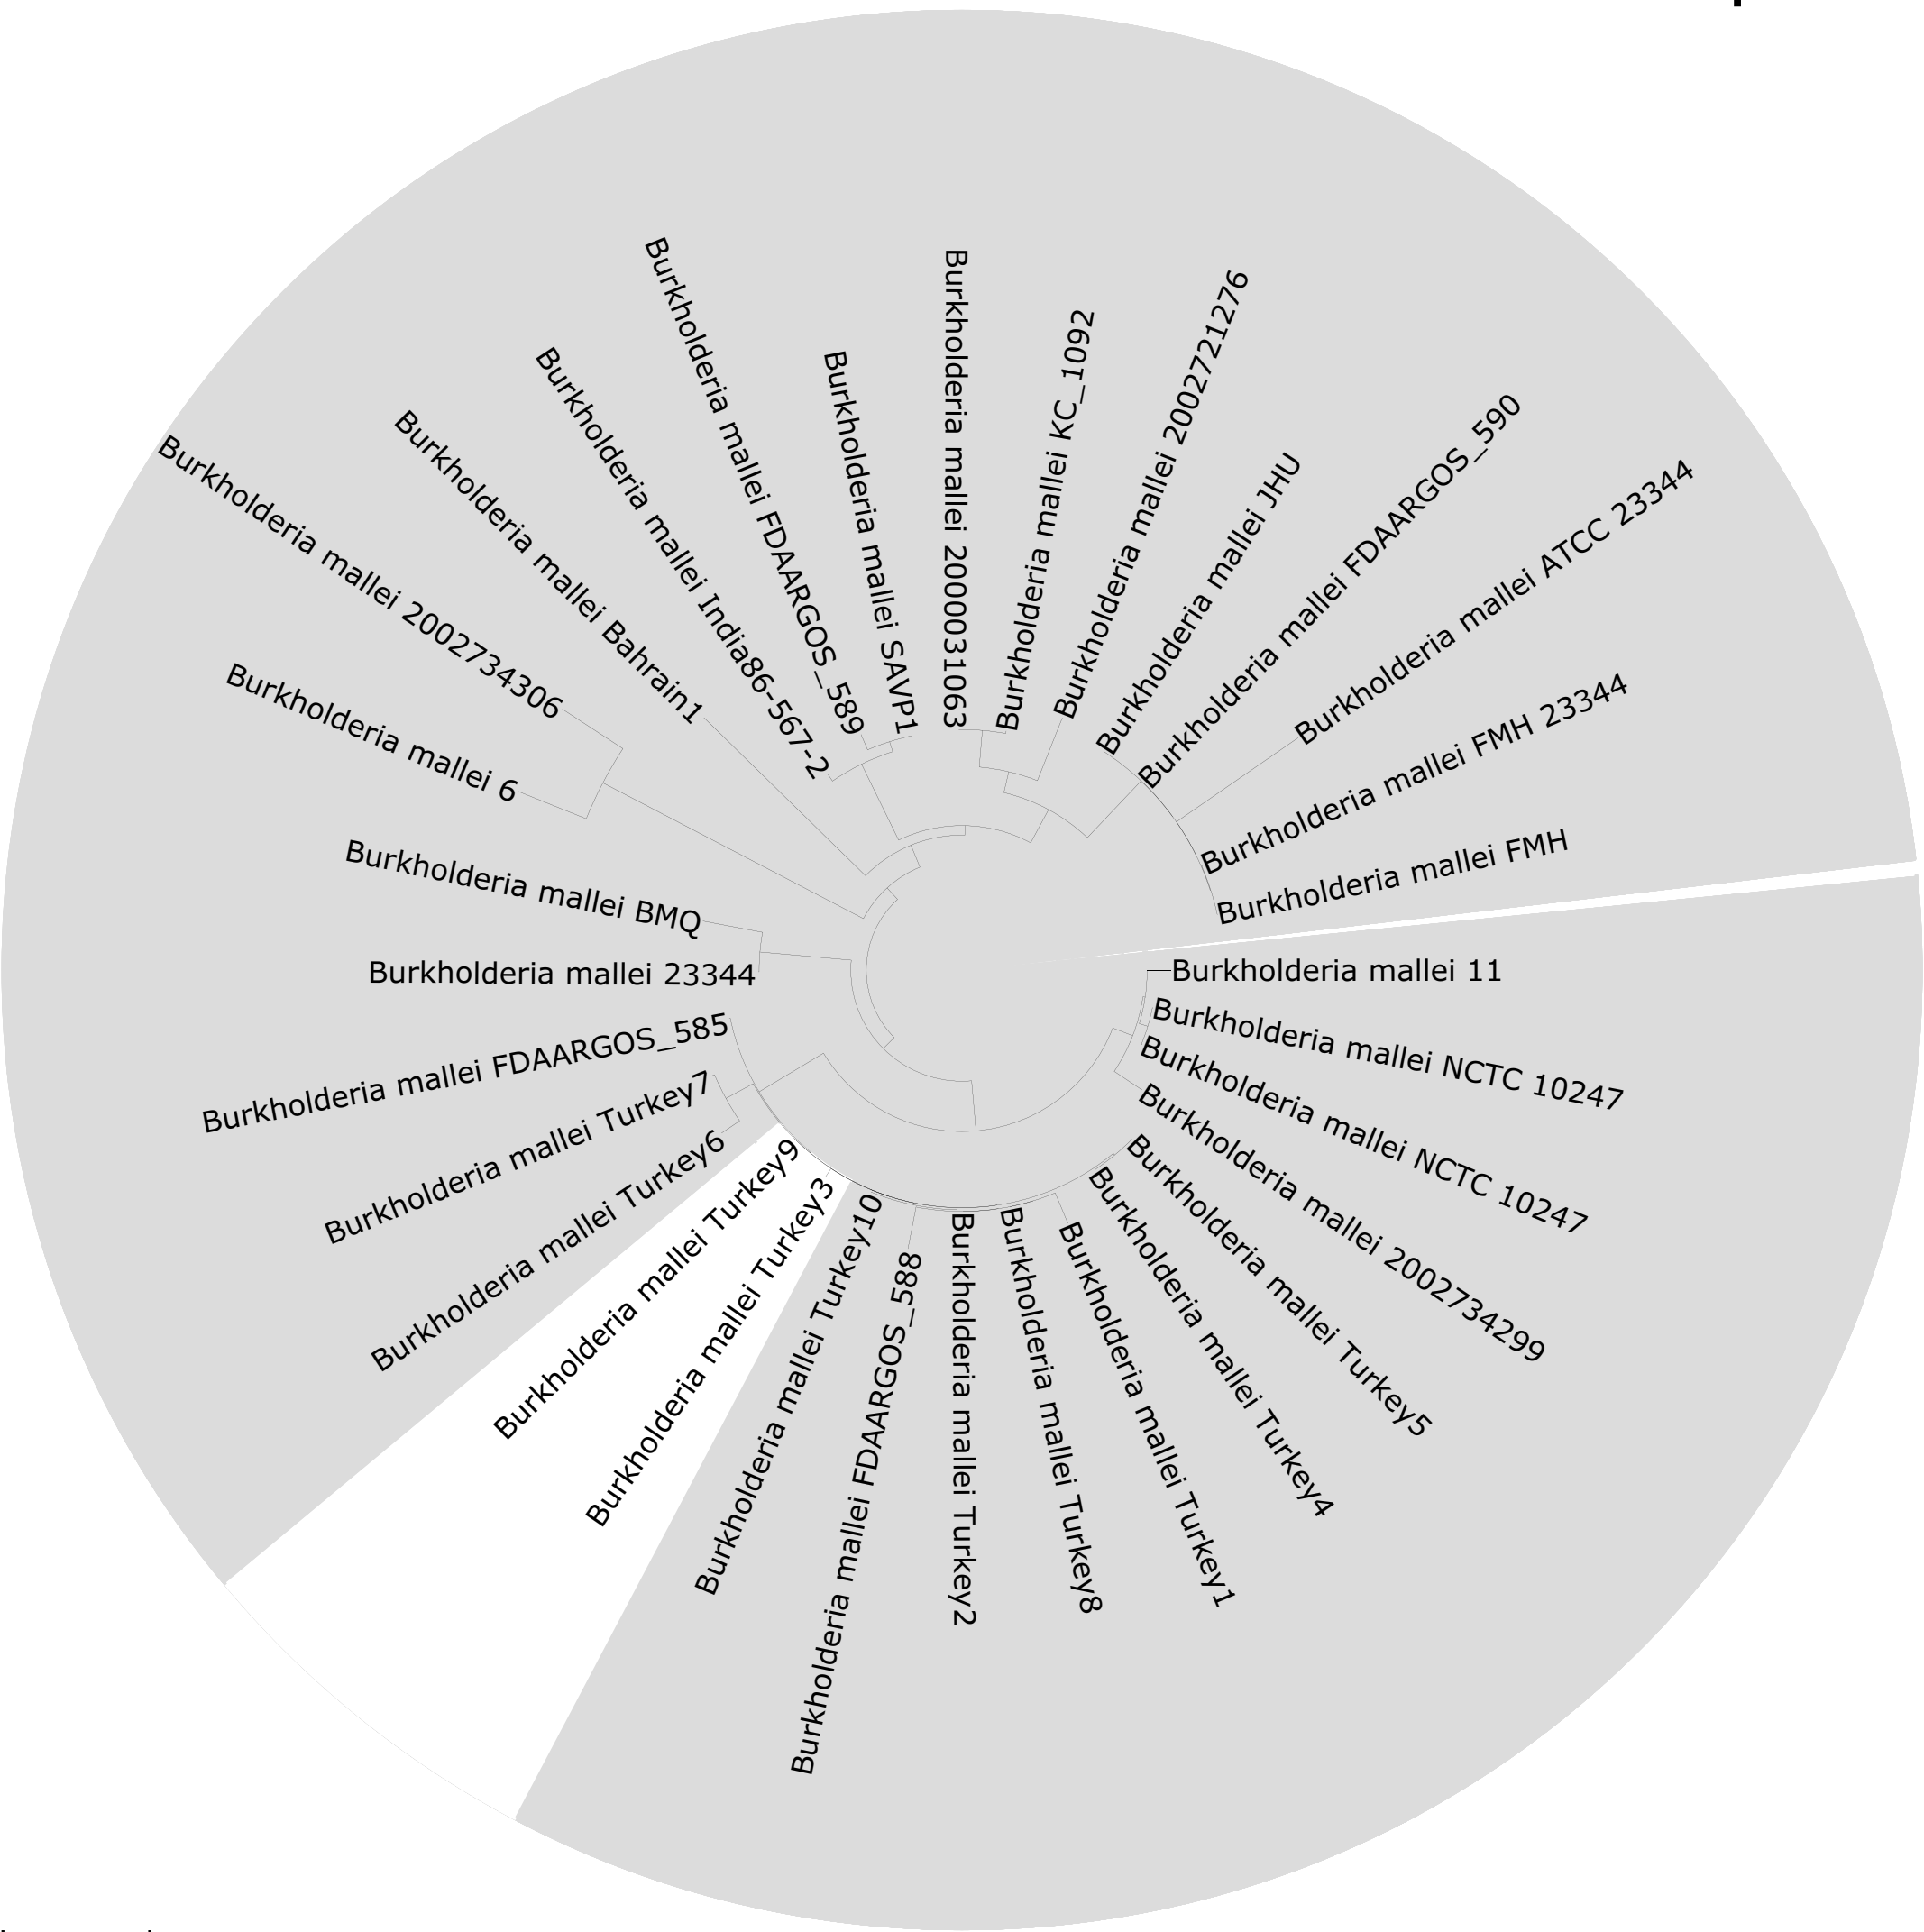 Burkholderia mallei 2000031063
Burkholderia mallei KC_1092
Burkholderia mallei 2002721276
Burkholderia mallei JHU
Burkholderia mallei FDAARGOS_590
Burkholderia mallei ATCC 23344
Burkholderia mallei FMH 23344
Burkholderia mallei FMH
Burkholderia mallei 11
Burkholderia mallei NCTC 10247
Burkholderia mallei NCTC 10247
Burkholderia mallei 2002734299
Burkholderia mallei Turkey5
Burkholderia mallei Turkey4
Burkholderia mallei Turkey1
Burkholderia mallei Turkey8
Burkholderia mallei Turkey2
Burkholderia mallei FDAARGOS_588
Burkholderia mallei Turkey10
Burkholderia mallei Turkey3
Burkholderia mallei Turkey9
Burkholderia mallei Turkey6
Burkholderia mallei Turkey7
Burkholderia mallei FDAARGOS_585
Burkholderia mallei 23344
Burkholderia mallei BMQ
Burkholderia mallei 6
Burkholderia mallei 2002734306
Burkholderia mallei Bahrain1
Burkholderia mallei India86-567-2
Burkholderia mallei FDAARGOS_589
Burkholderia mallei SAVP1